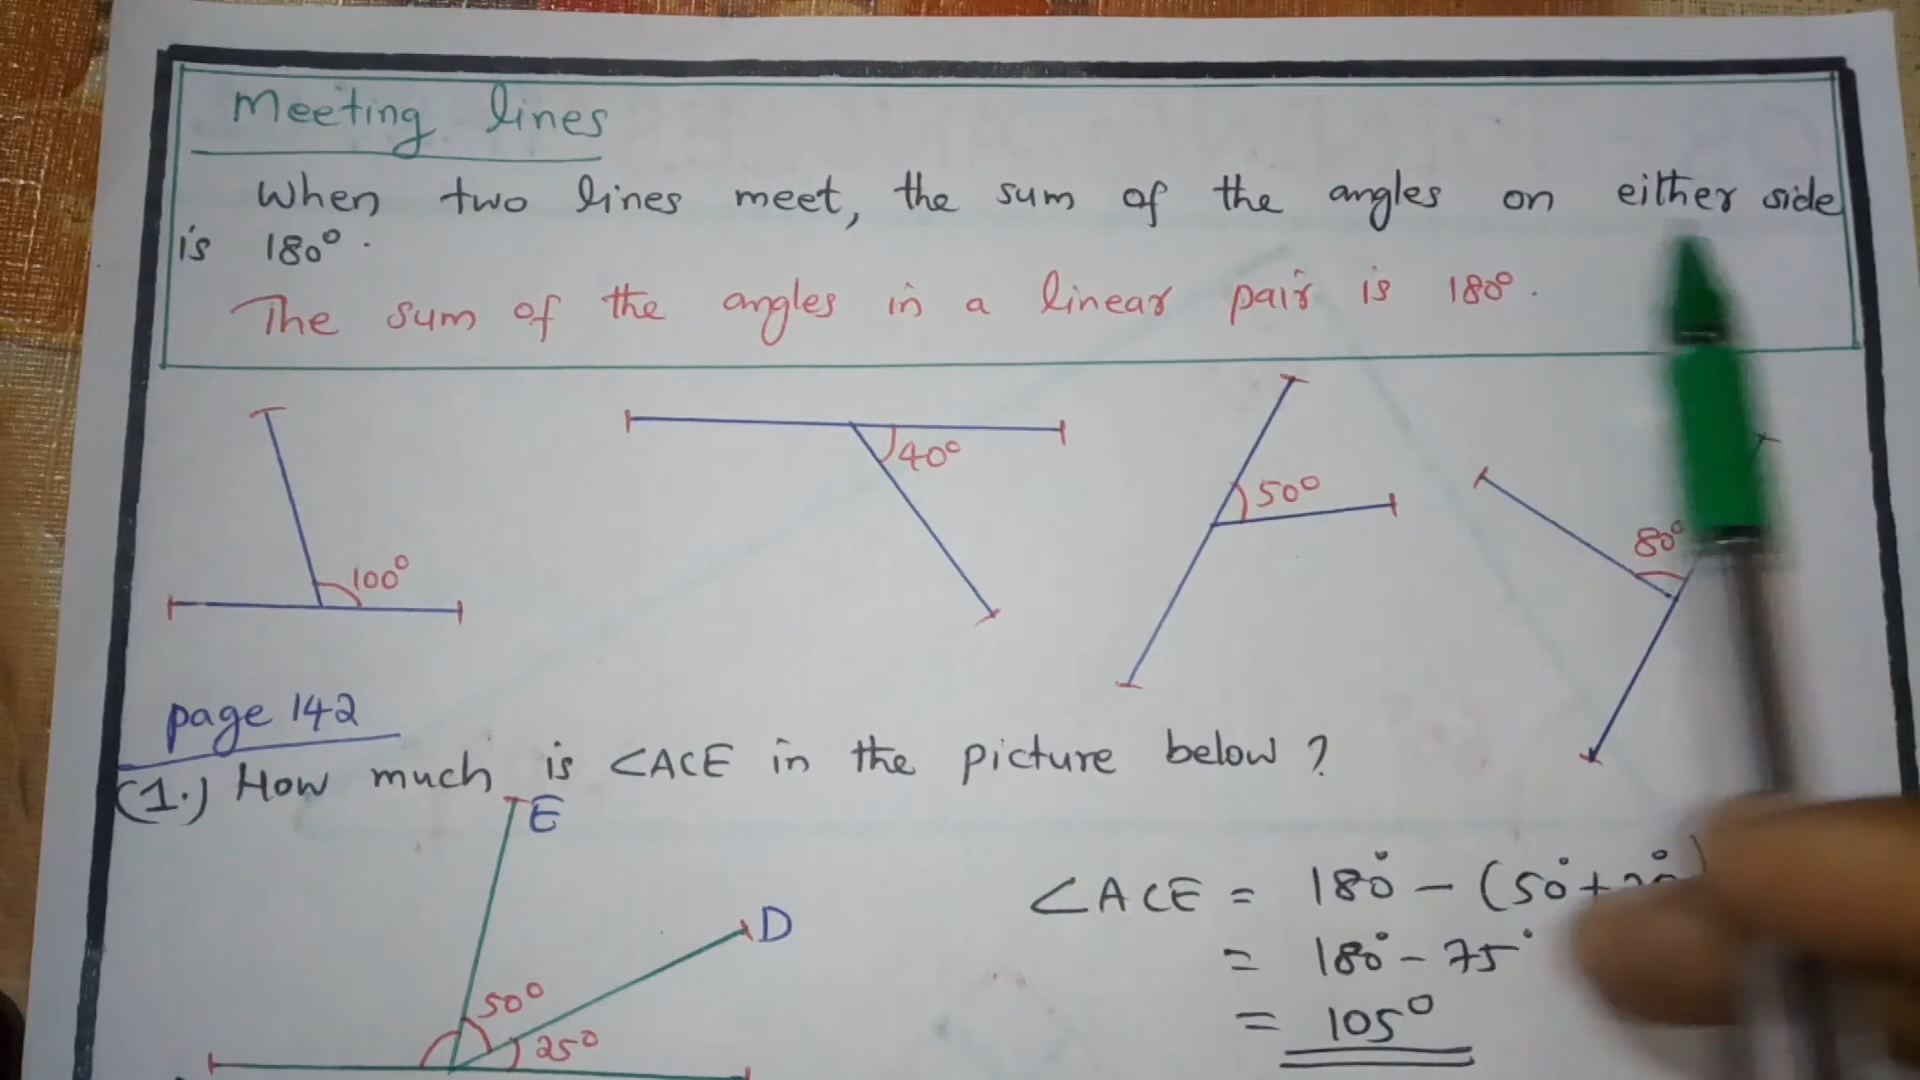 Meeting lines
When two lines meet, the sum of the angles on either side
is 180°.
The sum of the angles in a linear pair is 180°.
100°
40°
50°
80°
page 142
(1.) How much is ∠ACE in the picture below?
E
D
50°
25°
∠ACE = 180° - (50° +
= 180° - 75°
= 105°